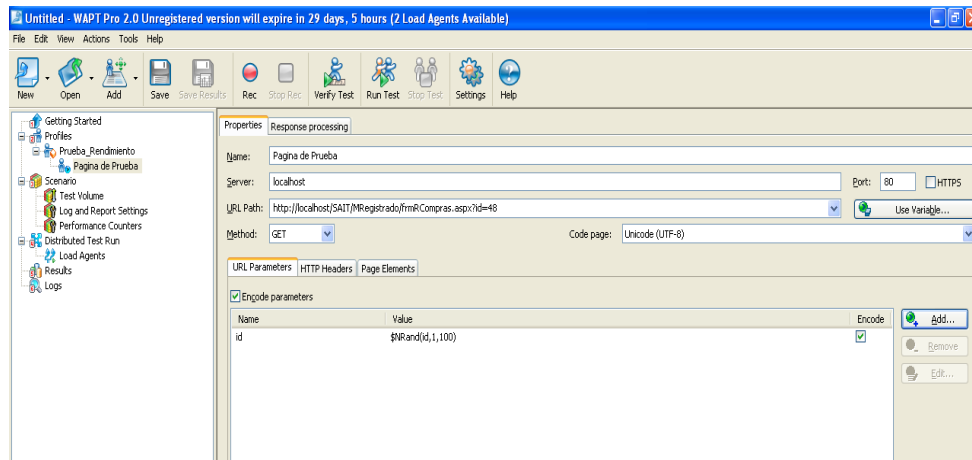 Untitled - WAPT Pro 2.0 Unregistered version will expire in 29 days, 5 hours (2 Load Agents Available)
File Edit View Actions Tools Help
New Open Add Save Save Results Rec Stop Rec Verify Test Run Test Stop Test Settings Help
Getting Started
Profiles
Prueba_Rendimiento
Pagina de Prueba
Scenario
Test Volume
Log and Report Settings
Performance Counters
Distributed Test Run
Load Agents
Results
Logs
Properties Response processing
Name: Pagina de Prueba
Server: localhost Port: 80 HTTPS
URL Path: http://localhost/SAIT/MRegistrado/frmRCompras.aspx?id=48 Use Variable...
Method: GET Code page: Unicode (UTF-8)
URL Parameters HTTP Headers Page Elements
Encode parameters
Name Value Encode Add...
id $NRand(id,1,100)
Remove
Edit...